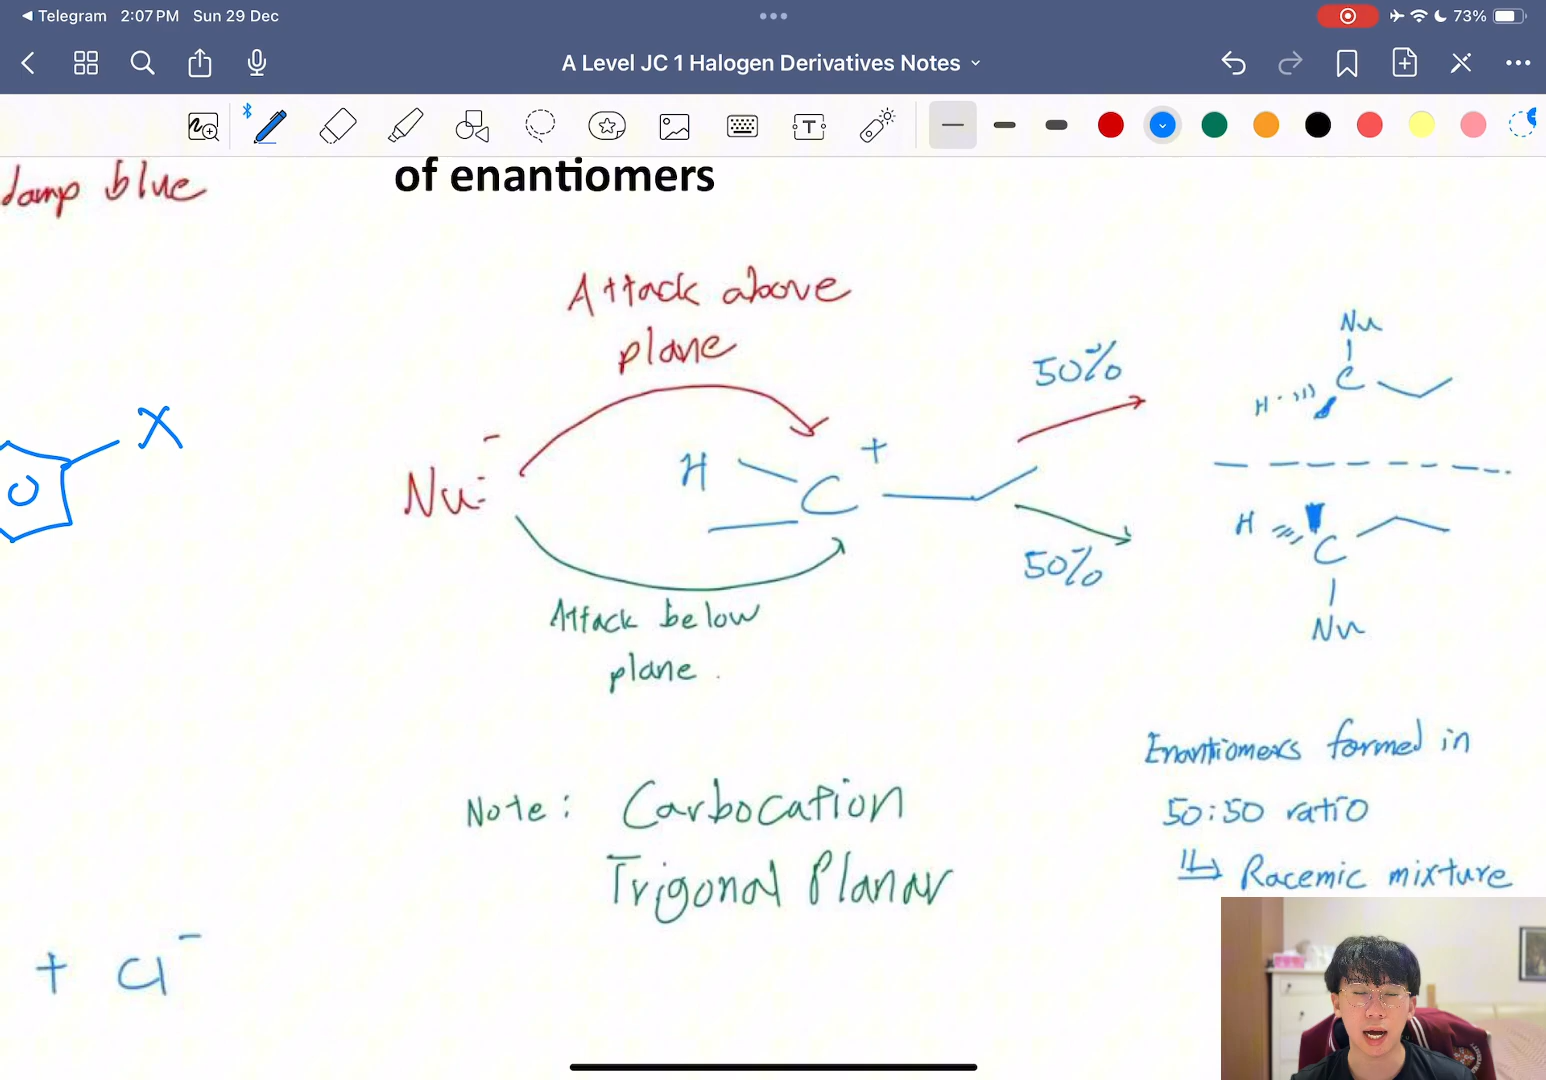 Telegram 2:07 PM Sun 29 Dec
73%
A Level JC 1 Halogen Derivatives Notes
T
damp blue
of enantiomers
Attack above
plane
Nu:⁻
H
C
+
50%
50%
Attack below
plane.
Nu
H
C
H
C
Nu
X
Note: Carbocation
Trigonal Planar
Enantiomers formed in
50:50 ratio
↳ Racemic mixture
+ Cl⁻